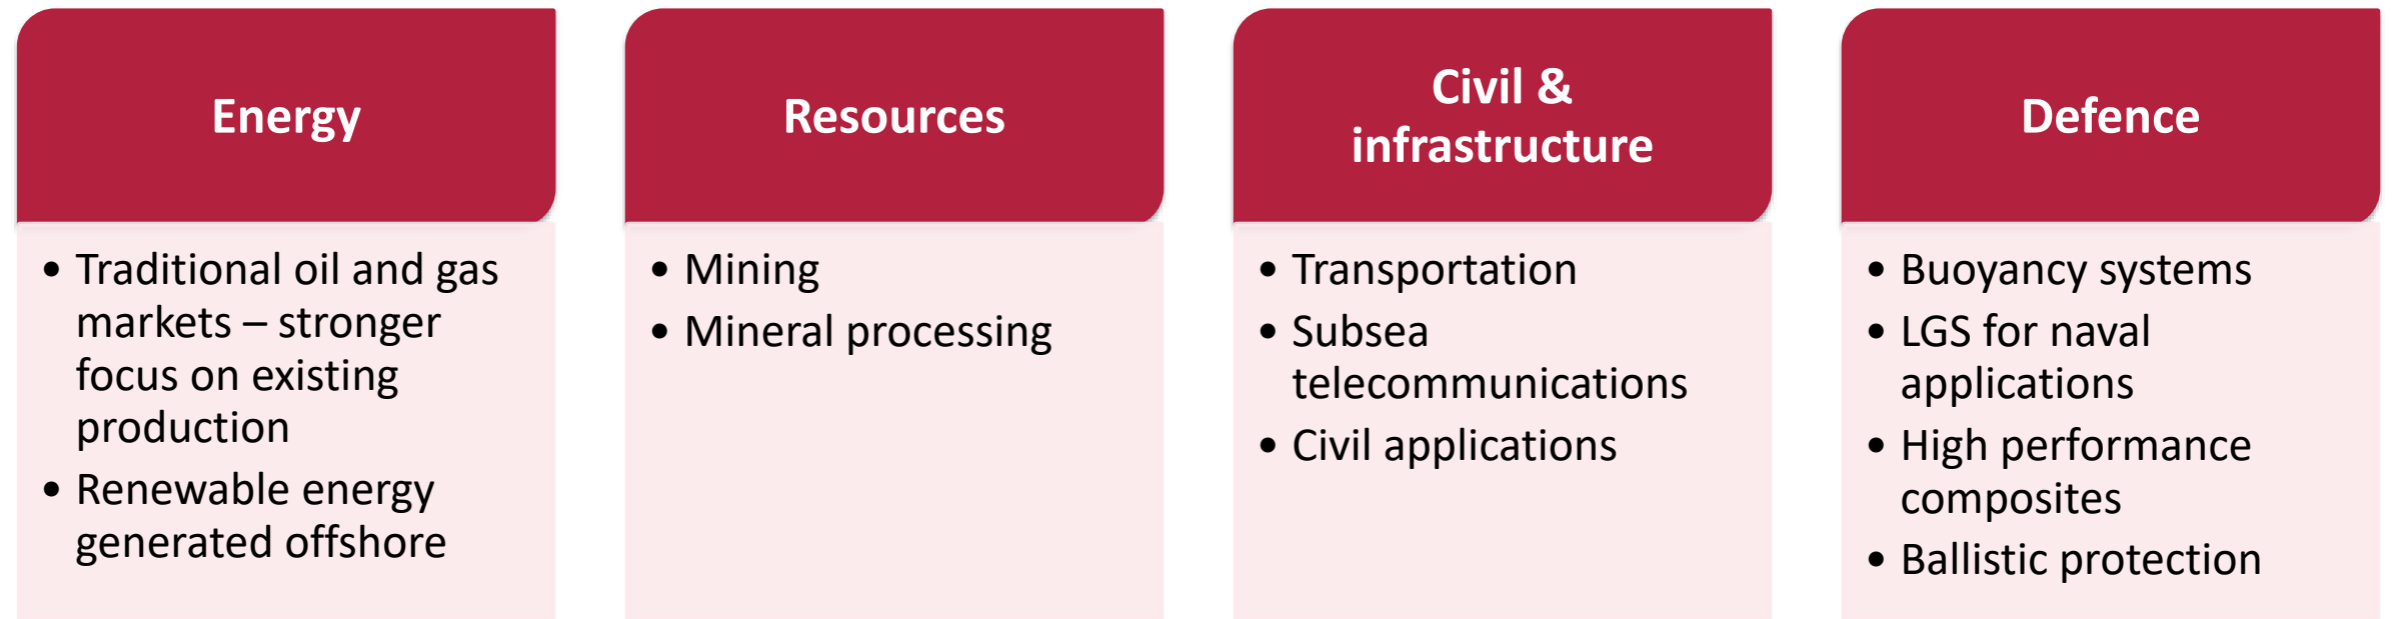 Energy
• Traditional oil and gas
markets – stronger
focus on existing
production
• Renewable energy
generated offshore
Resources
• Mining
• Mineral processing
Civil &
infrastructure
• Transportation
• Subsea
telecommunications
• Civil applications
Defence
• Buoyancy systems
• LGS for naval
applications
• High performance
composites
• Ballistic protection